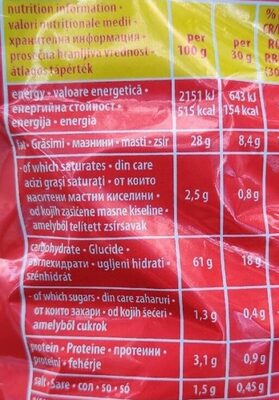 nutrition information •
valori nutriționale medii •
хранителна информация •
prosečna hranljiva vrednost •
átlagos tápérték
per 100 g
per 30 g
energy • valoare energetică •
енергийна стойност •
energija • energia
2151 kJ 643 kJ
515 kcal 154 kcal
fat • Grăsimi • мазнини • masti • zsír
28 g 8,4 g
- of which saturates • din care
acizi grași saturați • от които
наситени мастни киселини •
od kojih zasićene masne kiseline •
amelyből telített zsírsavak
2,5 g 0,8 g
carbohydrate • Glucide •
въглехидрати • ugljeni hidrati •
szénhidrát
61 g 18 g
- of which sugars • din care zaharuri •
от които захари • od kojih šećeri •
amelyből cukrok
1,3 g 0,4 g
protein • Proteine • протеини •
proteini • fehérje
3,1 g 0,9 g
salt • Sare • сол • so • só
1,5 g 0,45 g